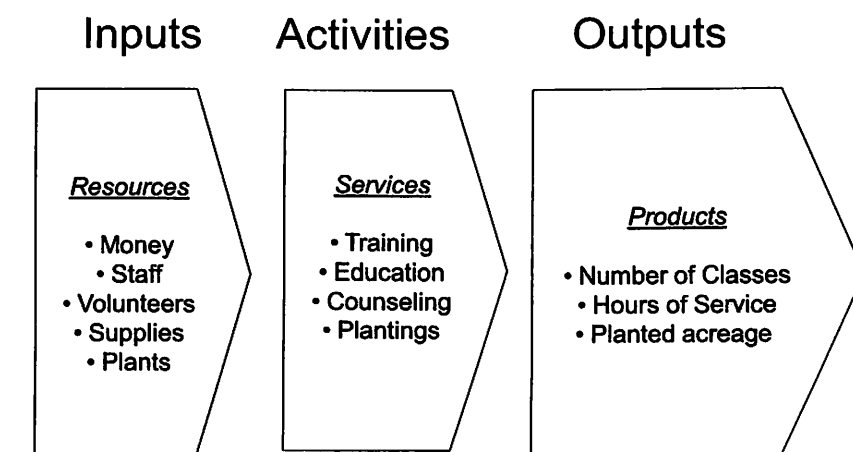 Inputs
Activities
Outputs
Resources
• Money
• Staff
• Volunteers
• Supplies
• Plants
Services
• Training
• Education
• Counseling
• Plantings
Products
• Number of Classes
• Hours of Service
• Planted acreage